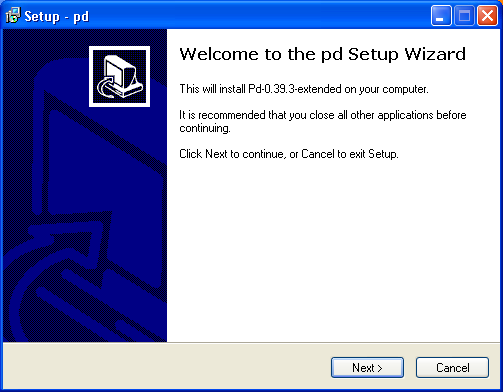 Setup - pd
Welcome to the pd Setup Wizard
This will install Pd-0.39.3-extended on your computer.
It is recommended that you close all other applications before
continuing.
Click Next to continue, or Cancel to exit Setup.
Next >
Cancel